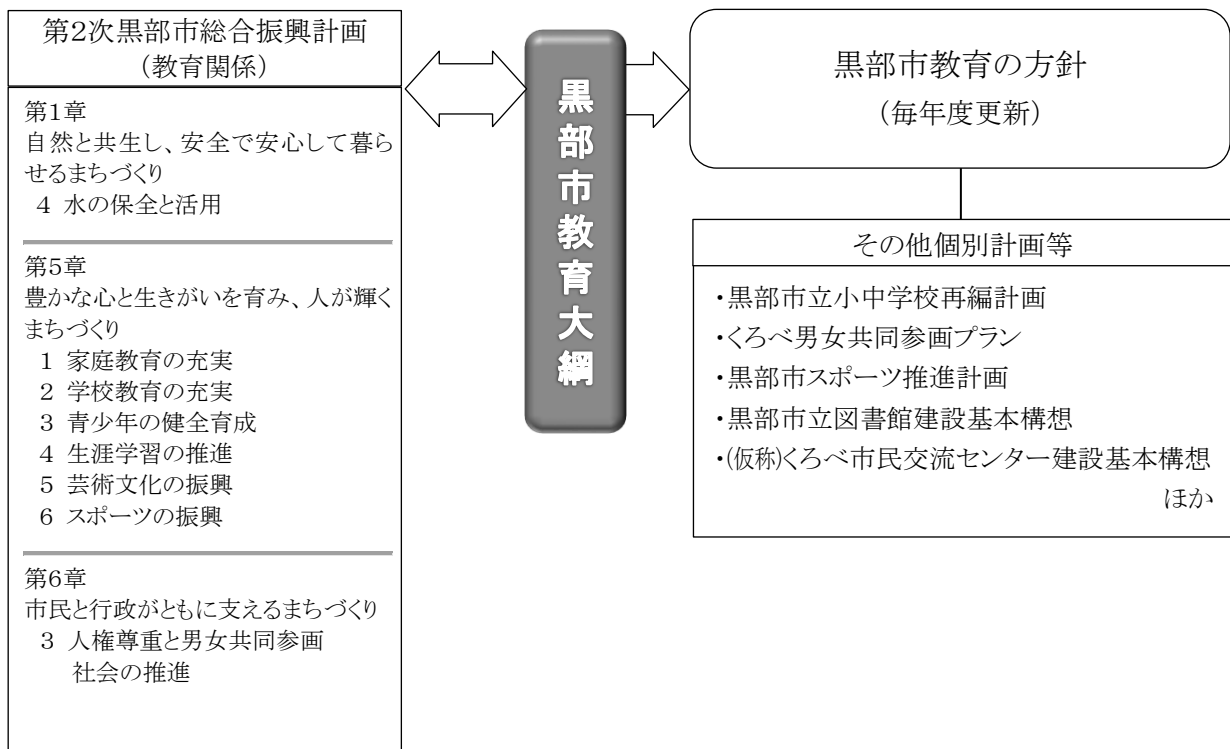 第2次黒部市総合振興計画
(教育関係)
第1章
自然と共生し、安全で安心して暮ら
せるまちづくり
4 水の保全と活用
第5章
豊かな心と生きがいを育み、人が輝く
まちづくり
1 家庭教育の充実
2 学校教育の充実
3 青少年の健全育成
4 生涯学習の推進
5 芸術文化の振興
6 スポーツの振興
第6章
市民と行政がともに支えるまちづくり
3 人権尊重と男女共同参画
社会の推進
黒部市教育大綱
黒部市教育の方針
(毎年度更新)
その他個別計画等
・黒部市立小中学校再編計画
・くろべ男女共同参画プラン
・黒部市スポーツ推進計画
・黒部市立図書館建設基本構想
・㈮称)くろべ市民交流センター建設基本構想
ほか